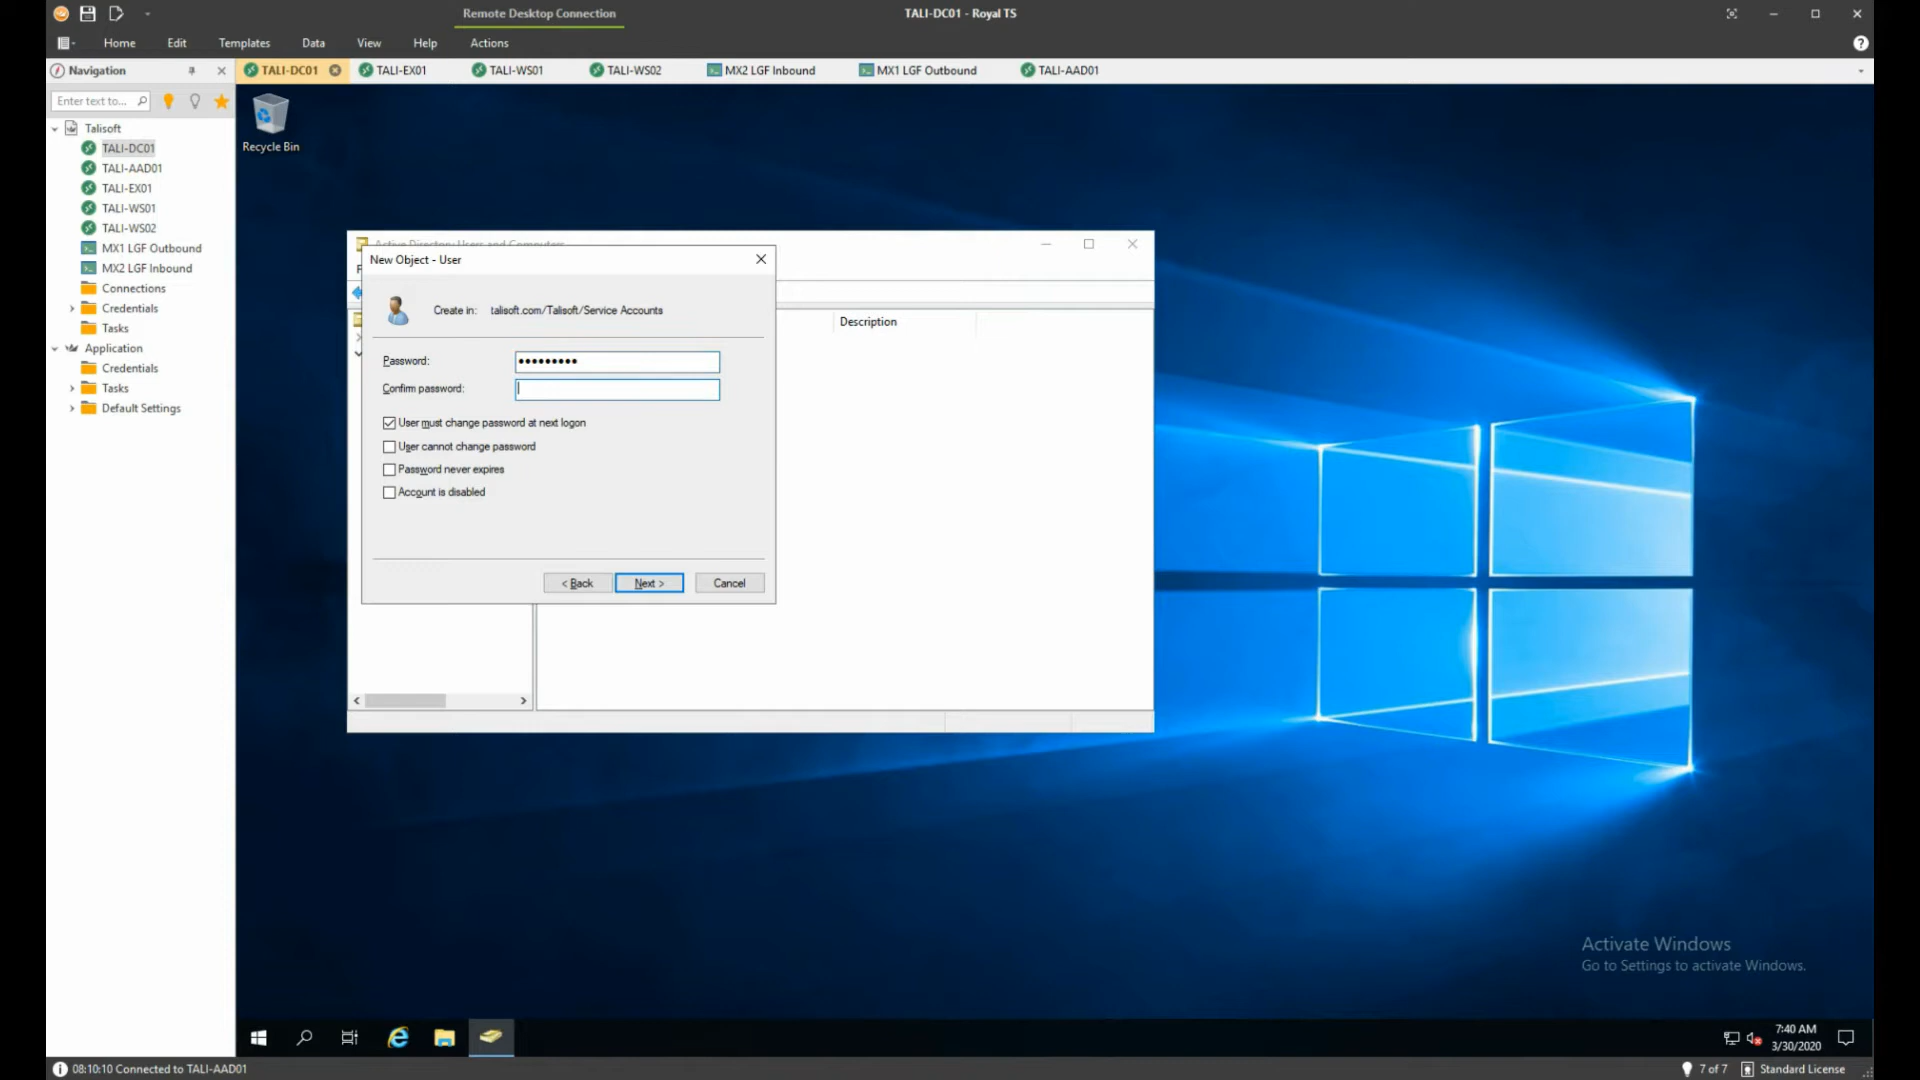 Remote Desktop Connection
TALI-DC01 - Royal TS
Home Edit Templates Data View Help Actions
Navigation
TALI-DC01 TALI-EX01 TALI-WS01 TALI-WS02 MX2 LGF Inbound MX1 LGF Outbound TALI-AAD01
Enter text to...
Talisoft
TALI-DC01
TALI-AAD01
TALI-EX01
TALI-WS01
TALI-WS02
MX1 LGF Outbound
MX2 LGF Inbound
Connections
Credentials
Tasks
Application
Credentials
Tasks
Default Settings
Recycle Bin
Active Directory Users and Computers
New Object - User
Create in: talisoft.com/Talisoft/Service Accounts
Description
Password:
Confirm password:
User must change password at next logon
User cannot change password
Password never expires
Account is disabled
< Back
Next >
Cancel
Activate Windows
Go to Settings to activate Windows.
7:40 AM
3/30/2020
08:10:10 Connected to TALI-AAD01
7 of 7
Standard License